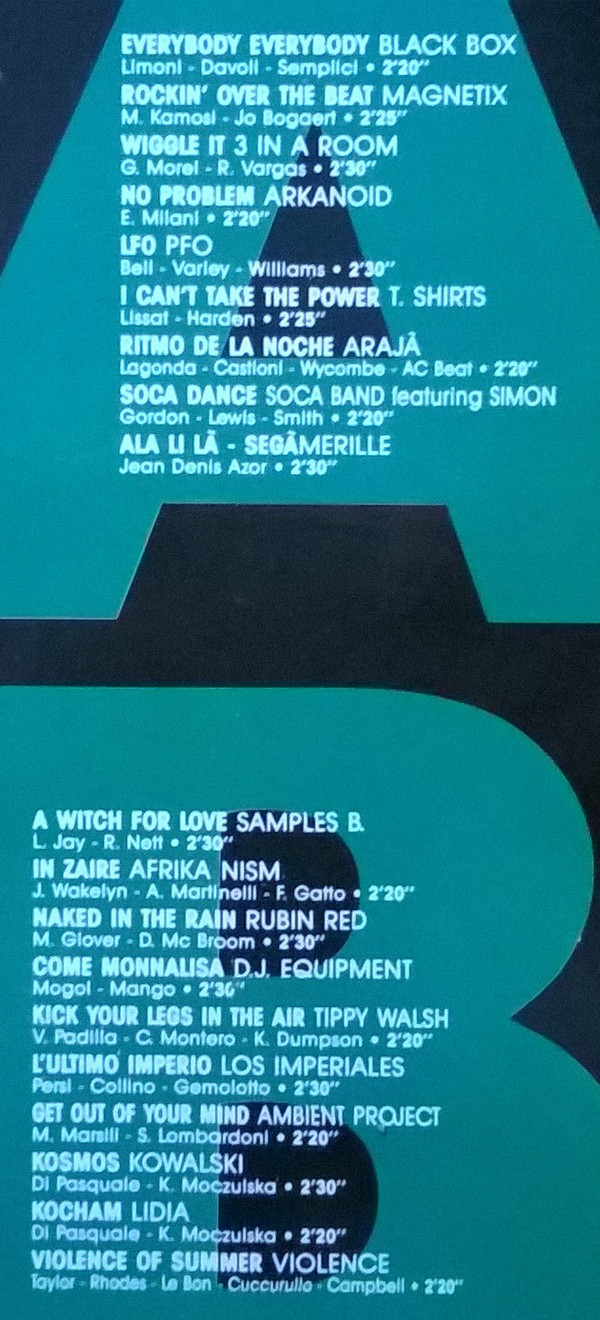 EVERYBODY EVERYBODY BLACK BOX
Limoni - Davoli - Semplici • 2'20"
ROCKIN' OVER THE BEAT MAGNETIX
M. Kamosi - Jo Bogaert • 2'25"
WIGGLE IT 3 IN A ROOM
G. Morel - R. Vargas • 2'30"
NO PROBLEM ARKANOID
E. Milani • 2'20"
LFO PFO
Bell - Varley - Williams • 2'30"
I CAN'T TAKE THE POWER T. SHIRTS
Lissat - Harden • 2'25"
RITMO DE LA NOCHE ARAJÂ
Lagonda - Castioni - Wycombe - AC Beat • 2'20"
SOCA DANCE SOCA BAND featuring SIMON
Gordon - Lewis - Smith • 2'20"
ALA LI LÂ - SEGÂMERILLE
Jean Denis Azor • 2'30"
A WITCH FOR LOVE SAMPLES B.
L. Jay - R. Nett • 2'30"
IN ZAIRE AFRIKA NISM
J. Wakelyn - A. Martinelli - F. Gatto • 2'20"
NAKED IN THE RAIN RUBIN RED
M. Glover - D. Mc Broom • 2'30"
COME MONNALISA D.J. EQUIPMENT
Mogol - Mango • 2'30"
KICK YOUR LEGS IN THE AIR TIPPY WALSH
V. Padilla - C. Montero - K. Dumpson • 2'20"
L'ULTIMO IMPERIO LOS IMPERIALES
Persi - Collino - Gemolotto • 2'30"
GET OUT OF YOUR MIND AMBIENT PROJECT
M. Marsili - S. Lombardoni • 2'20"
KOSMOS KOWALSKI
Di Pasquale - K. Moczulska • 2'30"
KOCHAM LIDIA
Di Pasquale - K. Moczulska • 2'20"
VIOLENCE OF SUMMER VIOLENCE
Taylor - Rhodes - Le Bon - Cuccurullo - Campbell • 2'20"